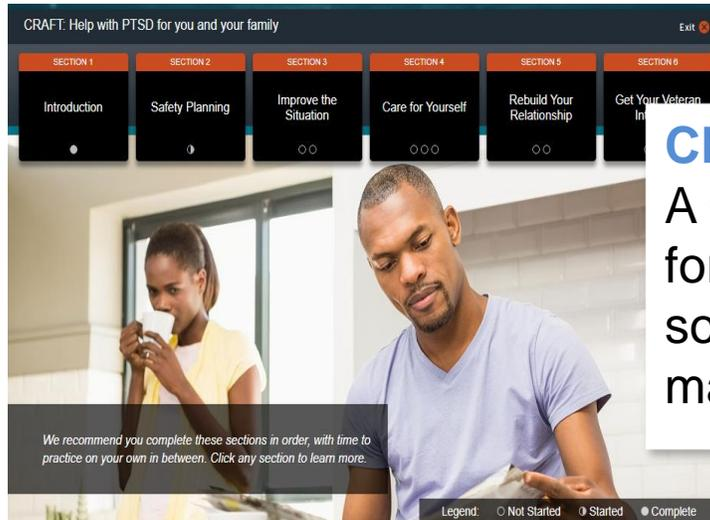 CRAFT: Help with PTSD for you and your family
Exit
SECTION 1
SECTION 2
SECTION 3
SECTION 4
SECTION 5
SECTION 6
Introduction
Safety Planning
Improve the
Situation
Care for Yourself
Rebuild Your
Relationship
Get Your Veteran
A
We recommend you complete these sections in order, with time to
practice on your own in between. Click any section to learn more.
Legend: Not Started Started Complete